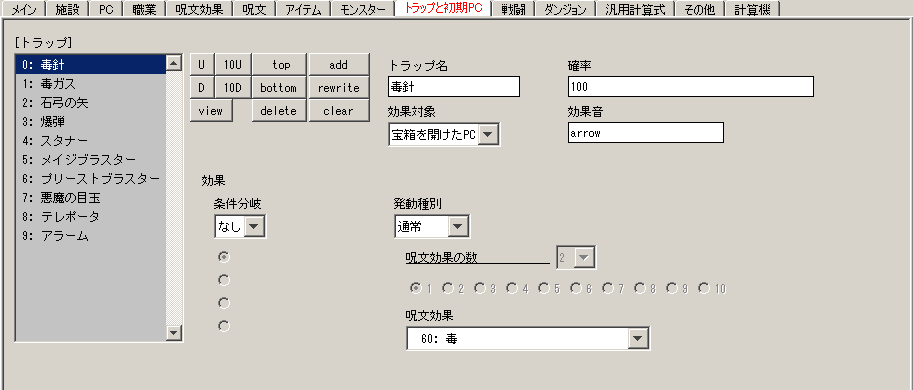 メイン 施設 PC 職業 呪文効果 呪文 アイテム モンスター トラップと初期PC 戦闘 ダンジョン 汎用計算式 その他 計算機
[トラップ]
0: 毒針
1: 毒ガス
2: 石弓の矢
3: 爆弾
4: スタナー
5: メイジブラスター
6: プリーストブラスター
7: 悪魔の目玉
8: テレポータ
9: アラーム
U 10U top add
D 10D bottom rewrite
view delete clear
トラップ名 確率
毒針 100
効果対象 効果音
宝箱を開けたPC arrow
効果
条件分岐 発動種別
なし 通常
呪文効果の数 2
1 2 3 4 5 6 7 8 9 10
呪文効果
60: 毒